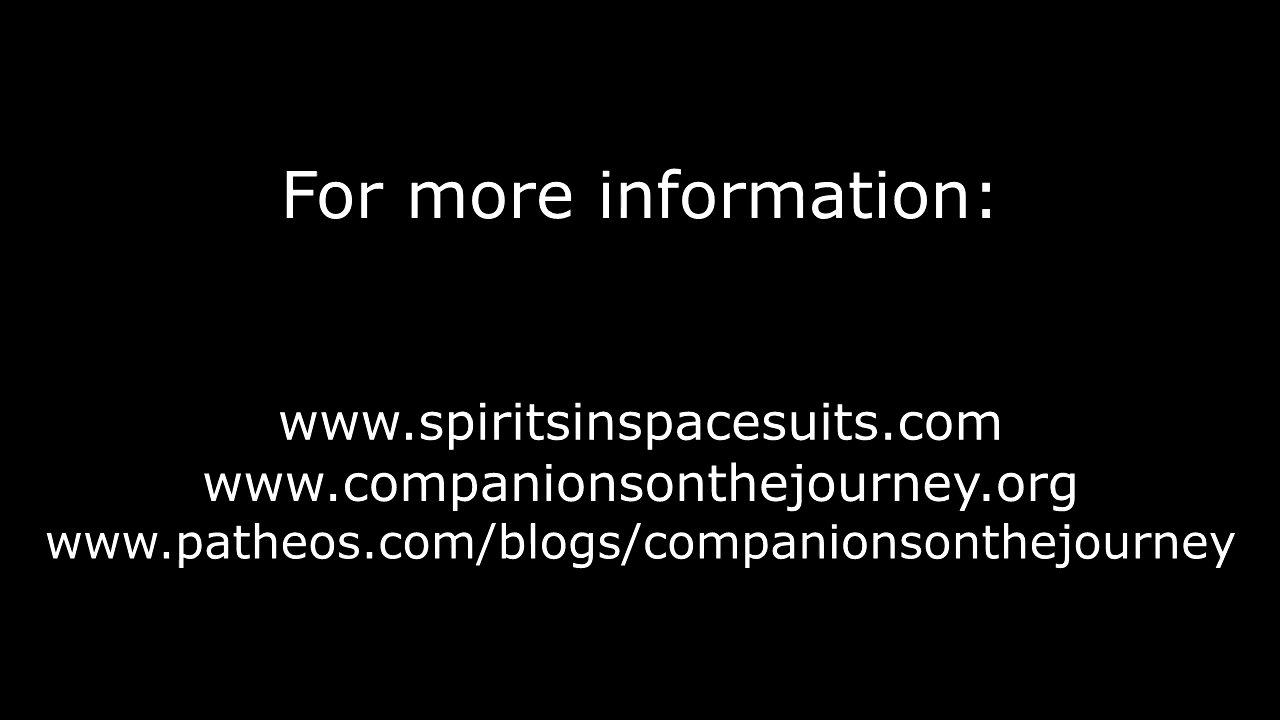 For more information:
www.spiritsinspacesuits.com
www.companionsonthejourney.org
www.patheos.com/blogs/companionsonthejourney